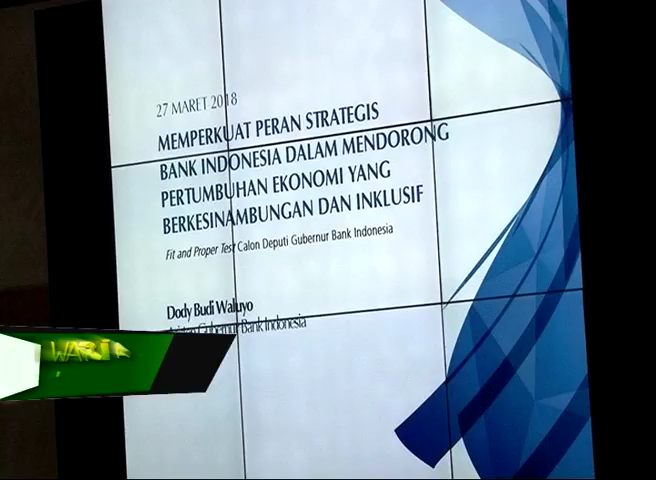 27 MARET 2018
MEMPERKUAT PERAN STRATEGIS
BANK INDONESIA DALAM MENDORONG
PERTUMBUHAN EKONOMI YANG
BERKESINAMBUNGAN DAN INKLUSIF
Fit and Proper Test Calon Deputi Gubernur Bank Indonesia
Dody Budi Waluyo
Asisten Gubernur Bank Indonesia